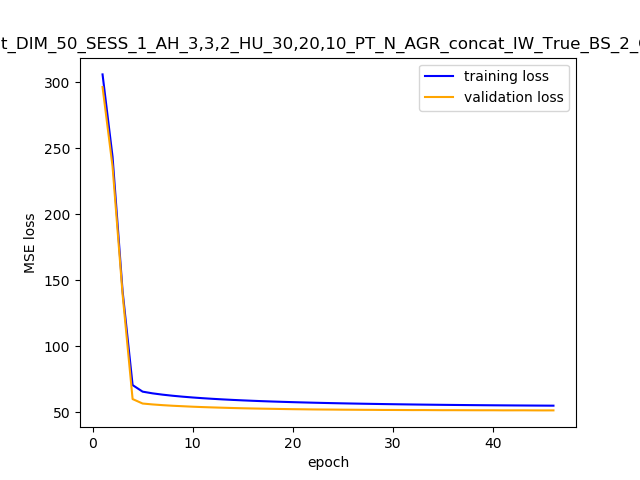 t_DIM_50_SESS_1_AH_3,3,2_HU_30,20,10_PT_N_AGR_concat_IW_True_BS_2_
training loss
validation loss
300
250
200
150
100
50
MSE loss
0 10 20 30 40
epoch